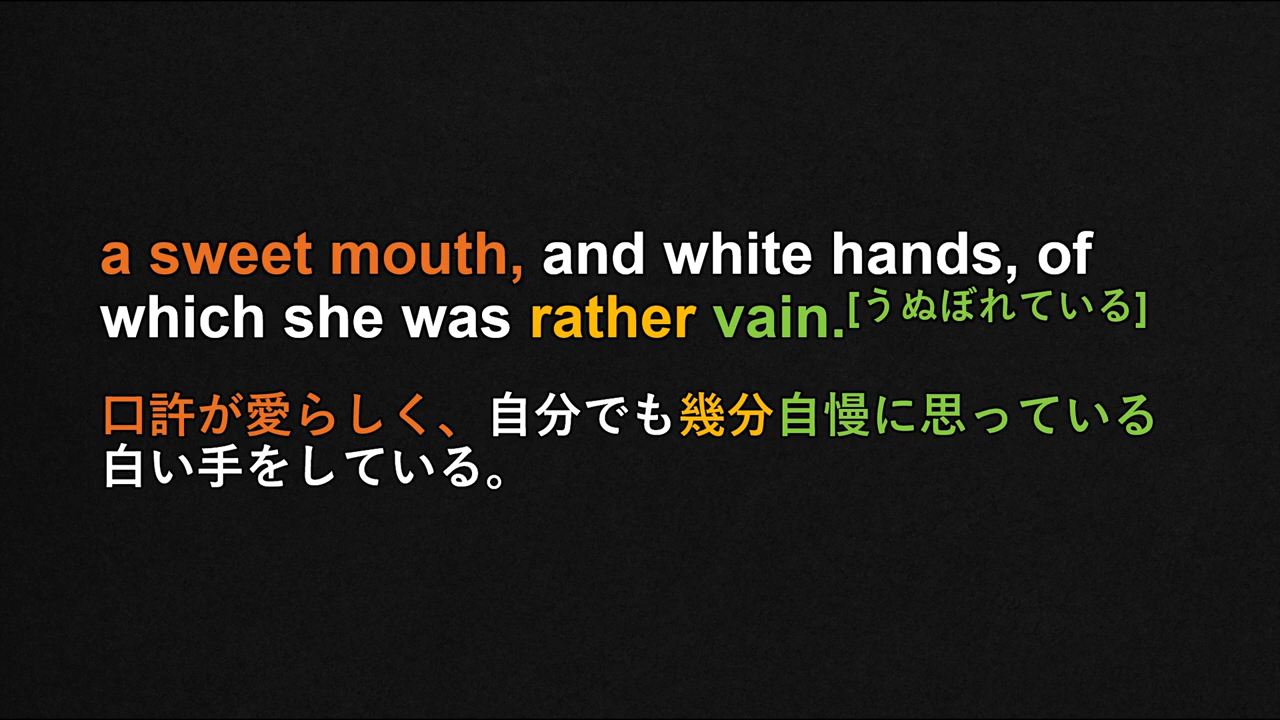 a sweet mouth, and white hands, of
which she was rather vain.[うぬぼれている]
口許が愛らしく、自分でも幾分自慢に思っている
白い手をしている。